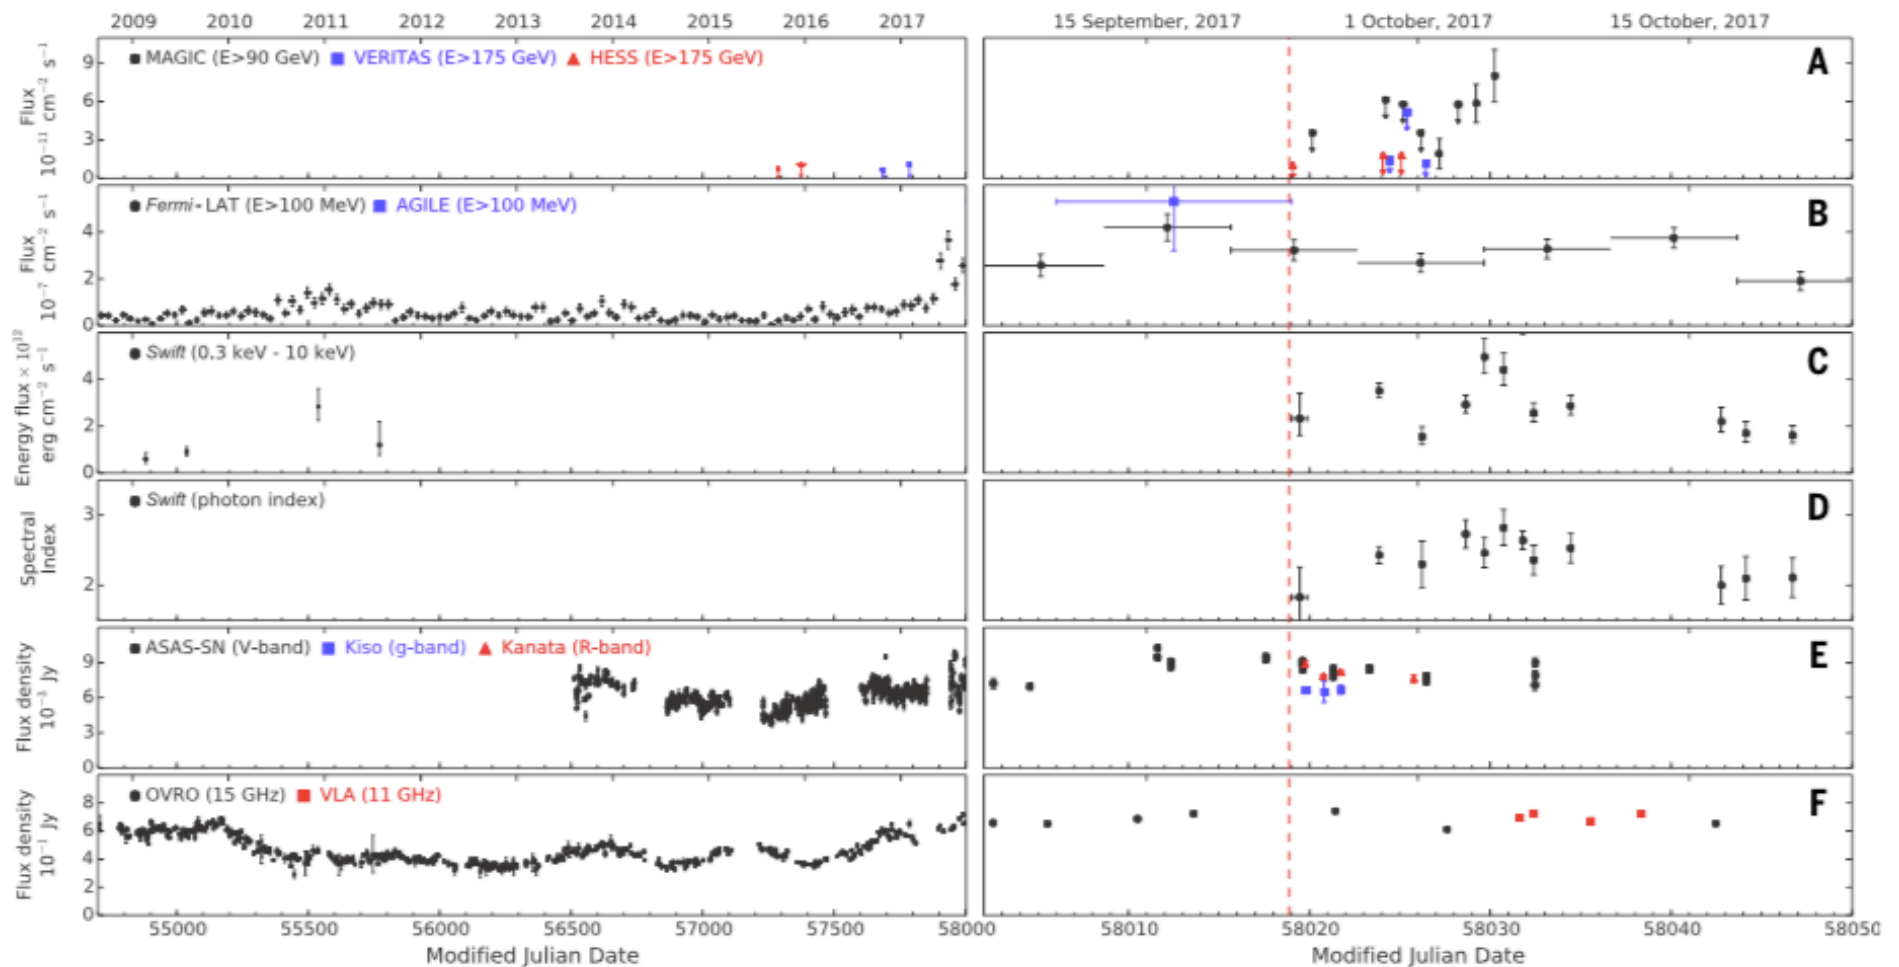 2009 2010 2011 2012 2013 2014 2015 2016 2017 15 September, 2017 1 October, 2017 15 October, 2017
MAGIC (E>90 GeV) VERITAS (E>175 GeV) HESS (E>175 GeV) A
Flux
10⁻¹¹ cm⁻² s⁻¹
9
6
3
0
Fermi-LAT (E>100 MeV) AGILE (E>100 MeV) B
Flux
10⁻⁷ cm⁻² s⁻¹
4
2
0
Swift (0.3 keV - 10 keV) C
Energy flux × 10¹²
erg cm⁻² s⁻¹
4
2
0
Swift (photon index) D
Spectral
Index
3
2
ASAS-SN (V-band) Kiso (g-band) Kanata (R-band) E
Flux density
10⁻³ Jy
9
6
3
0
OVRO (15 GHz) VLA (11 GHz) F
Flux density
10⁻¹ Jy
8
6
4
2
0
55000 55500 56000 56500 57000 57500 58000 58010 58020 58030 58040 58050
Modified Julian Date Modified Julian Date